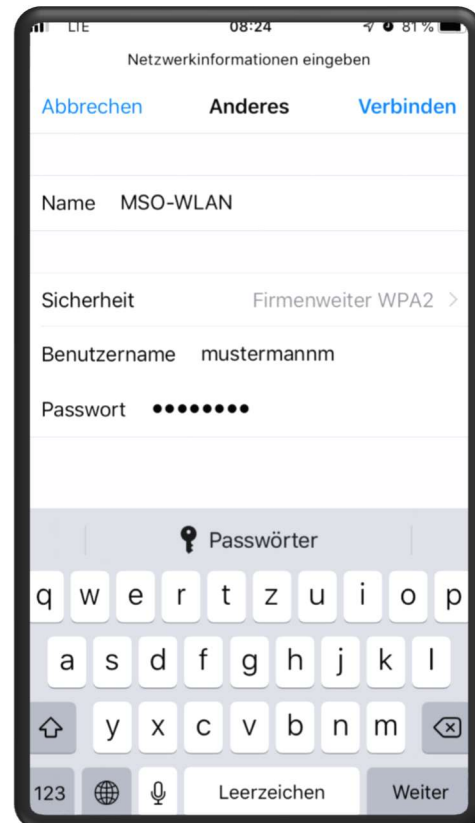 LTE 08:24 81 %
Netzwerkinformationen eingeben
Abbrechen Anderes Verbinden
Name MSO-WLAN
Sicherheit Firmenweiter WPA2 >
Benutzername mustermannm
Passwort ●●●●●●●●
Passwörter
q w e r t z u i o p
a s d f g h j k l
y x c v b n m
123 Leerzeichen Weiter